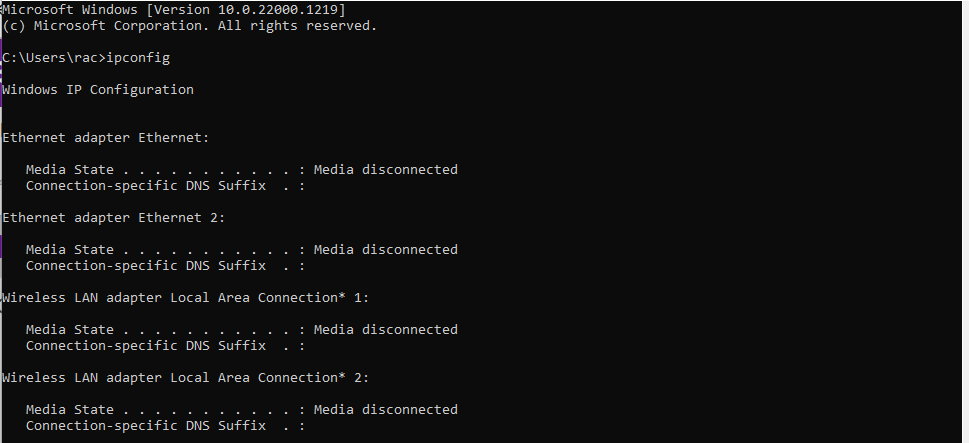 Microsoft Windows [Version 10.0.22000.1219]
(c) Microsoft Corporation. All rights reserved.
C:\Users\rac>ipconfig
Windows IP Configuration
Ethernet adapter Ethernet:
Media State . . . . . . . . . . . : Media disconnected
Connection-specific DNS Suffix  . :
Ethernet adapter Ethernet 2:
Media State . . . . . . . . . . . : Media disconnected
Connection-specific DNS Suffix  . :
Wireless LAN adapter Local Area Connection* 1:
Media State . . . . . . . . . . . : Media disconnected
Connection-specific DNS Suffix  . :
Wireless LAN adapter Local Area Connection* 2:
Media State . . . . . . . . . . . : Media disconnected
Connection-specific DNS Suffix  . :